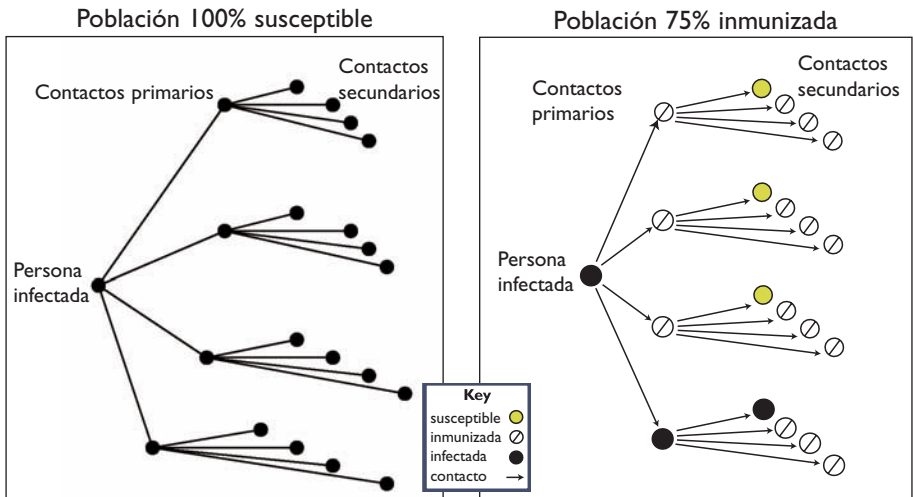 Población 100% susceptible
Contactos primarios
Contactos
secundarios
Persona
infectada
Población 75% inmunizada
Contactos
primarios
Contactos
secundarios
Persona
infectada
Key
susceptible
inmunizada
infectada
contacto